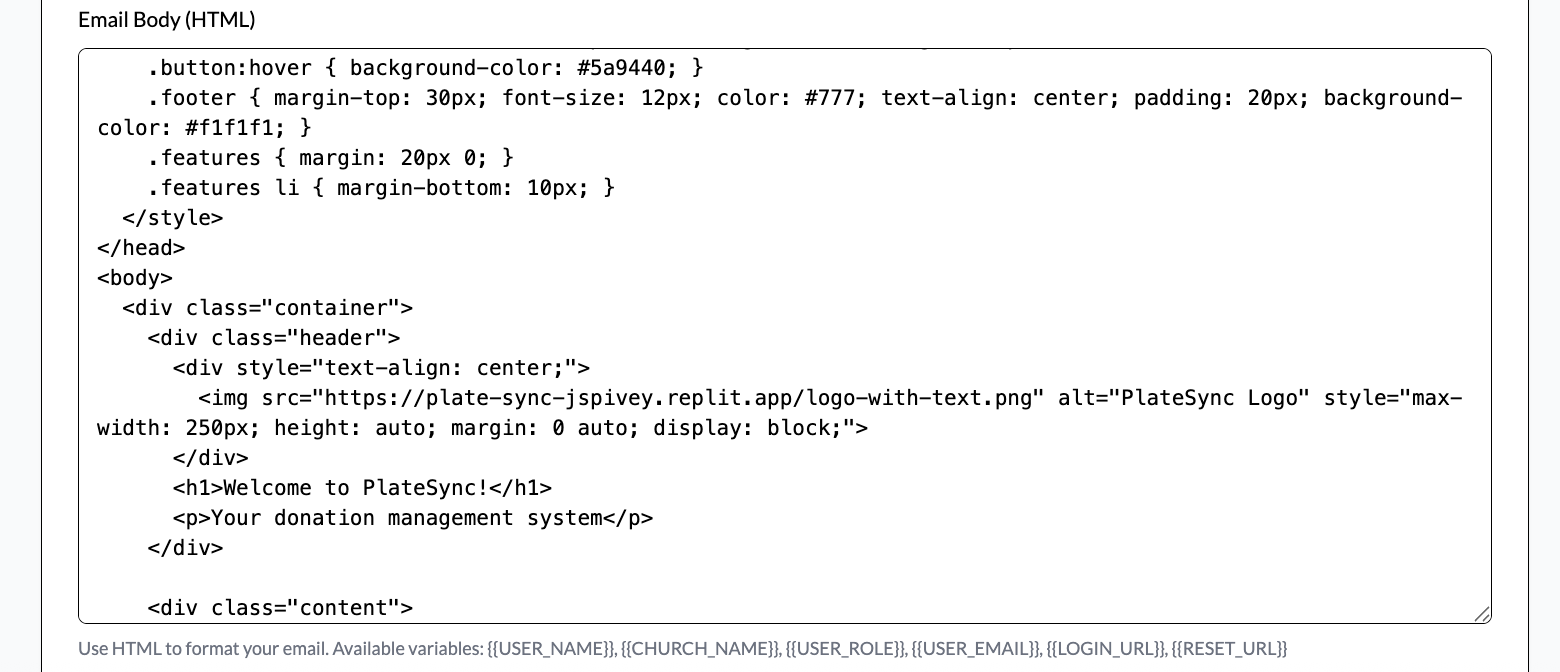 Email Body (HTML)
.button:hover { background-color: #5a9440; }
.footer { margin-top: 30px; font-size: 12px; color: #777; text-align: center; padding: 20px; background-
color: #f1f1f1; }
.features { margin: 20px 0; }
.features li { margin-bottom: 10px; }
</style>
</head>
<body>
<div class="container">
<div class="header">
<div style="text-align: center;">
<img src="https://plate-sync-jspivey.replit.app/logo-with-text.png" alt="PlateSync Logo" style="max-
width: 250px; height: auto; margin: 0 auto; display: block;">
</div>
<h1>Welcome to PlateSync!</h1>
<p>Your donation management system</p>
</div>
<div class="content">
Use HTML to format your email. Available variables: {{USER_NAME}}, {{CHURCH_NAME}}, {{USER_ROLE}}, {{USER_EMAIL}}, {{LOGIN_URL}}, {{RESET_URL}}